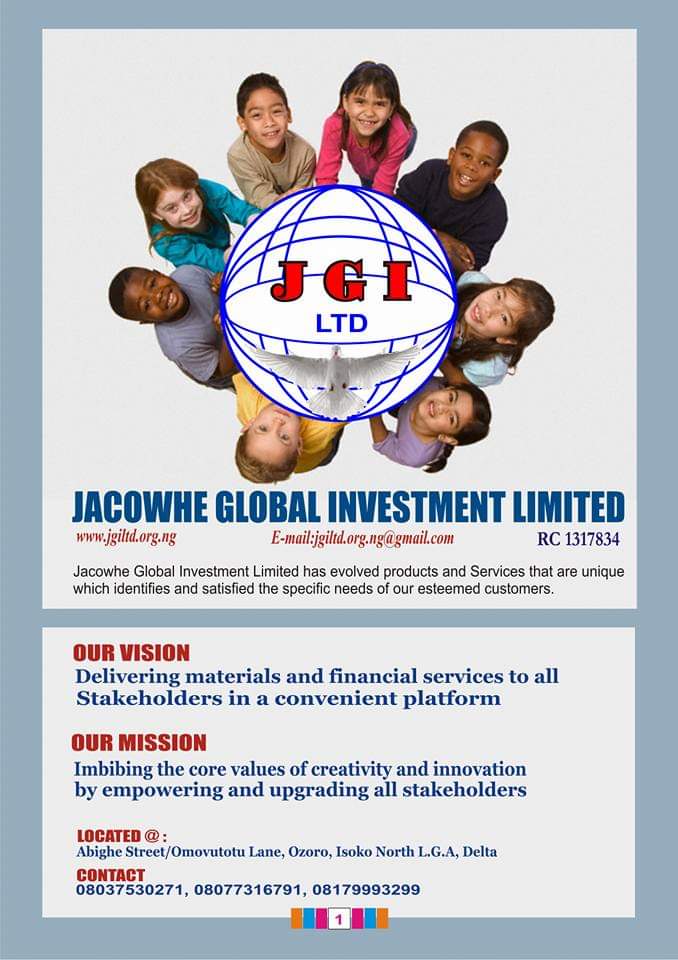 JGI
LTD
JACOWHE GLOBAL INVESTMENT LIMITED
www.jgiltd.org.ng E-mail:jgiltd.org.ng@gmail.com RC 1317834
Jacowhe Global Investment Limited has evolved products and Services that are unique
which identifies and satisfied the specific needs of our esteemed customers.
OUR VISION
Delivering materials and financial services to all
Stakeholders in a convenient platform
OUR MISSION
Imbibing the core values of creativity and innovation
by empowering and upgrading all stakeholders
LOCATED @ :
Abighe Street/Omovutotu Lane, Ozoro, Isoko North L.G.A, Delta
CONTACT
08037530271, 08077316791, 08179993299
1